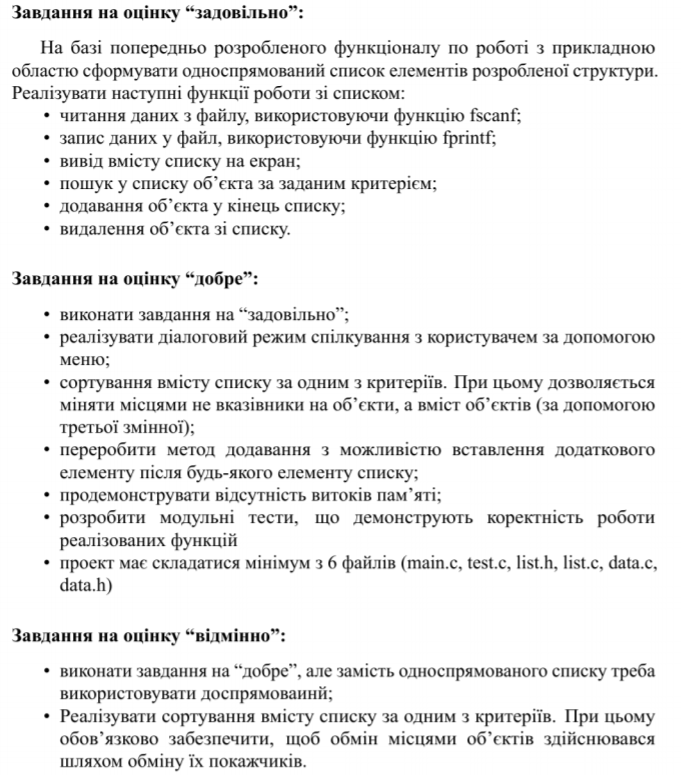 Завдання на оцінку “задовільно”:
На базі попередньо розробленого функціоналу по роботі з прикладною
областю сформувати односпрямований список елементів розробленої структури.
Реалізувати наступні функції роботи зі списком:
• читання даних з файлу, використовуючи функцію fscanf;
• запис даних у файл, використовуючи функцію fprintf;
• вивід вмісту списку на екран;
• пошук у списку об’єкта за заданим критерієм;
• додавання об’єкта у кінець списку;
• видалення об’єкта зі списку.
Завдання на оцінку “добре”:
• виконати завдання на “задовільно”;
• реалізувати діалоговий режим спілкування з користувачем за допомогою
меню;
• сортування вмісту списку за одним з критеріїв. При цьому дозволяється
міняти місцями не вказівники на об’єкти, а вміст об’єктів (за допомогою
третьої змінної);
• переробити метод додавання з можливістю вставлення додаткового
елементу після будь-якого елементу списку;
• продемонструвати відсутність витоків пам’яті;
• розробити модульні тести, що демонструють коректність роботи
реалізованих функцій
• проект має складатися мінімум з 6 файлів (main.c, test.c, list.h, list.c, data.c,
data.h)
Завдання на оцінку “відмінно”:
• виконати завдання на “добре”, але замість односпрямованого списку треба
використовувати доспрямоваинй;
• Реалізувати сортування вмісту списку за одним з критеріїв. При цьому
обов’язково забезпечити, щоб обмін місцями об’єктів здійснювався
шляхом обміну їх покажчиків.